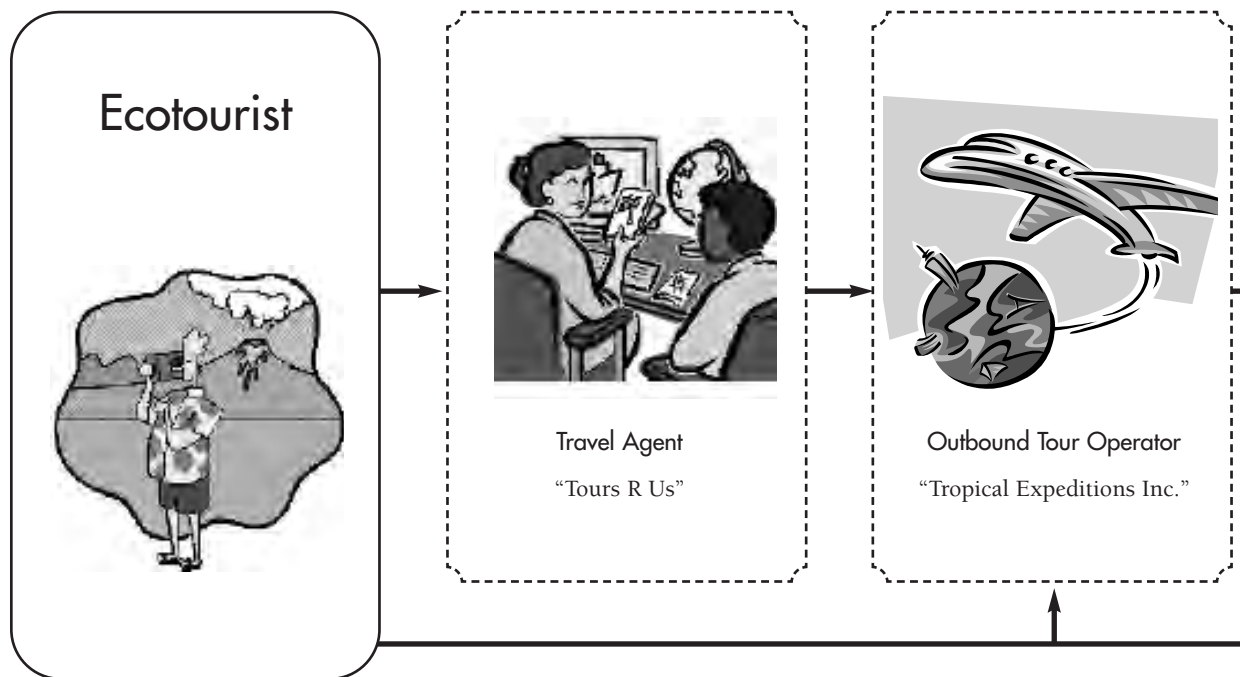 Ecotourist
Travel Agent
“Tours R Us”
Outbound Tour Operator
“Tropical Expeditions Inc.”